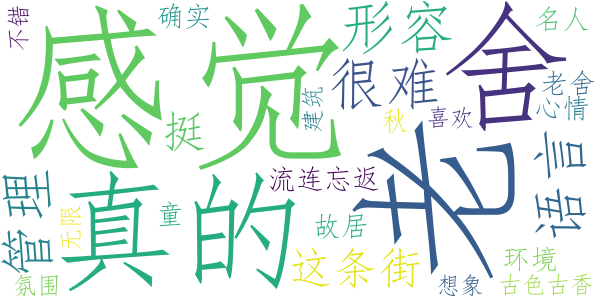 不错
确实
感觉
形容
舍
名人
很难
老舍
心情
挺
建筑
秋
喜欢
语言
老
流连忘返
管理
真的
童
无限
故居
这条街
环境
氛围
想象
古色古香